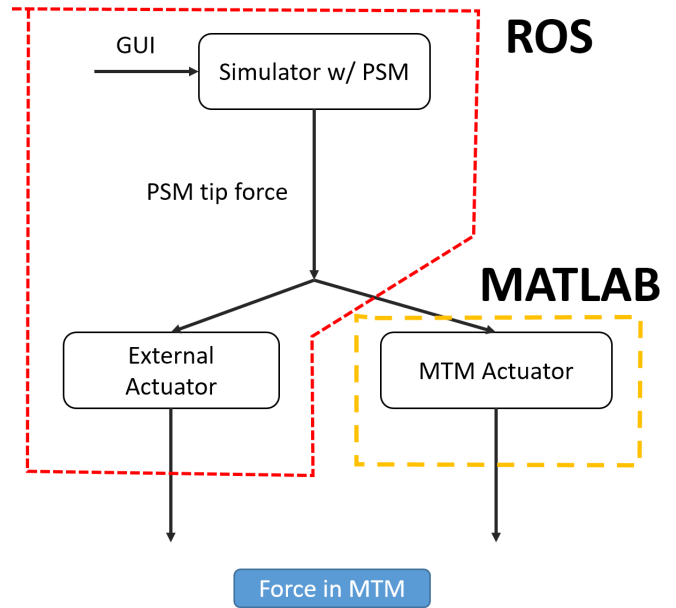 ROS
GUI
Simulator w/ PSM
PSM tip force
MATLAB
External
Actuator
MTM Actuator
Force in MTM